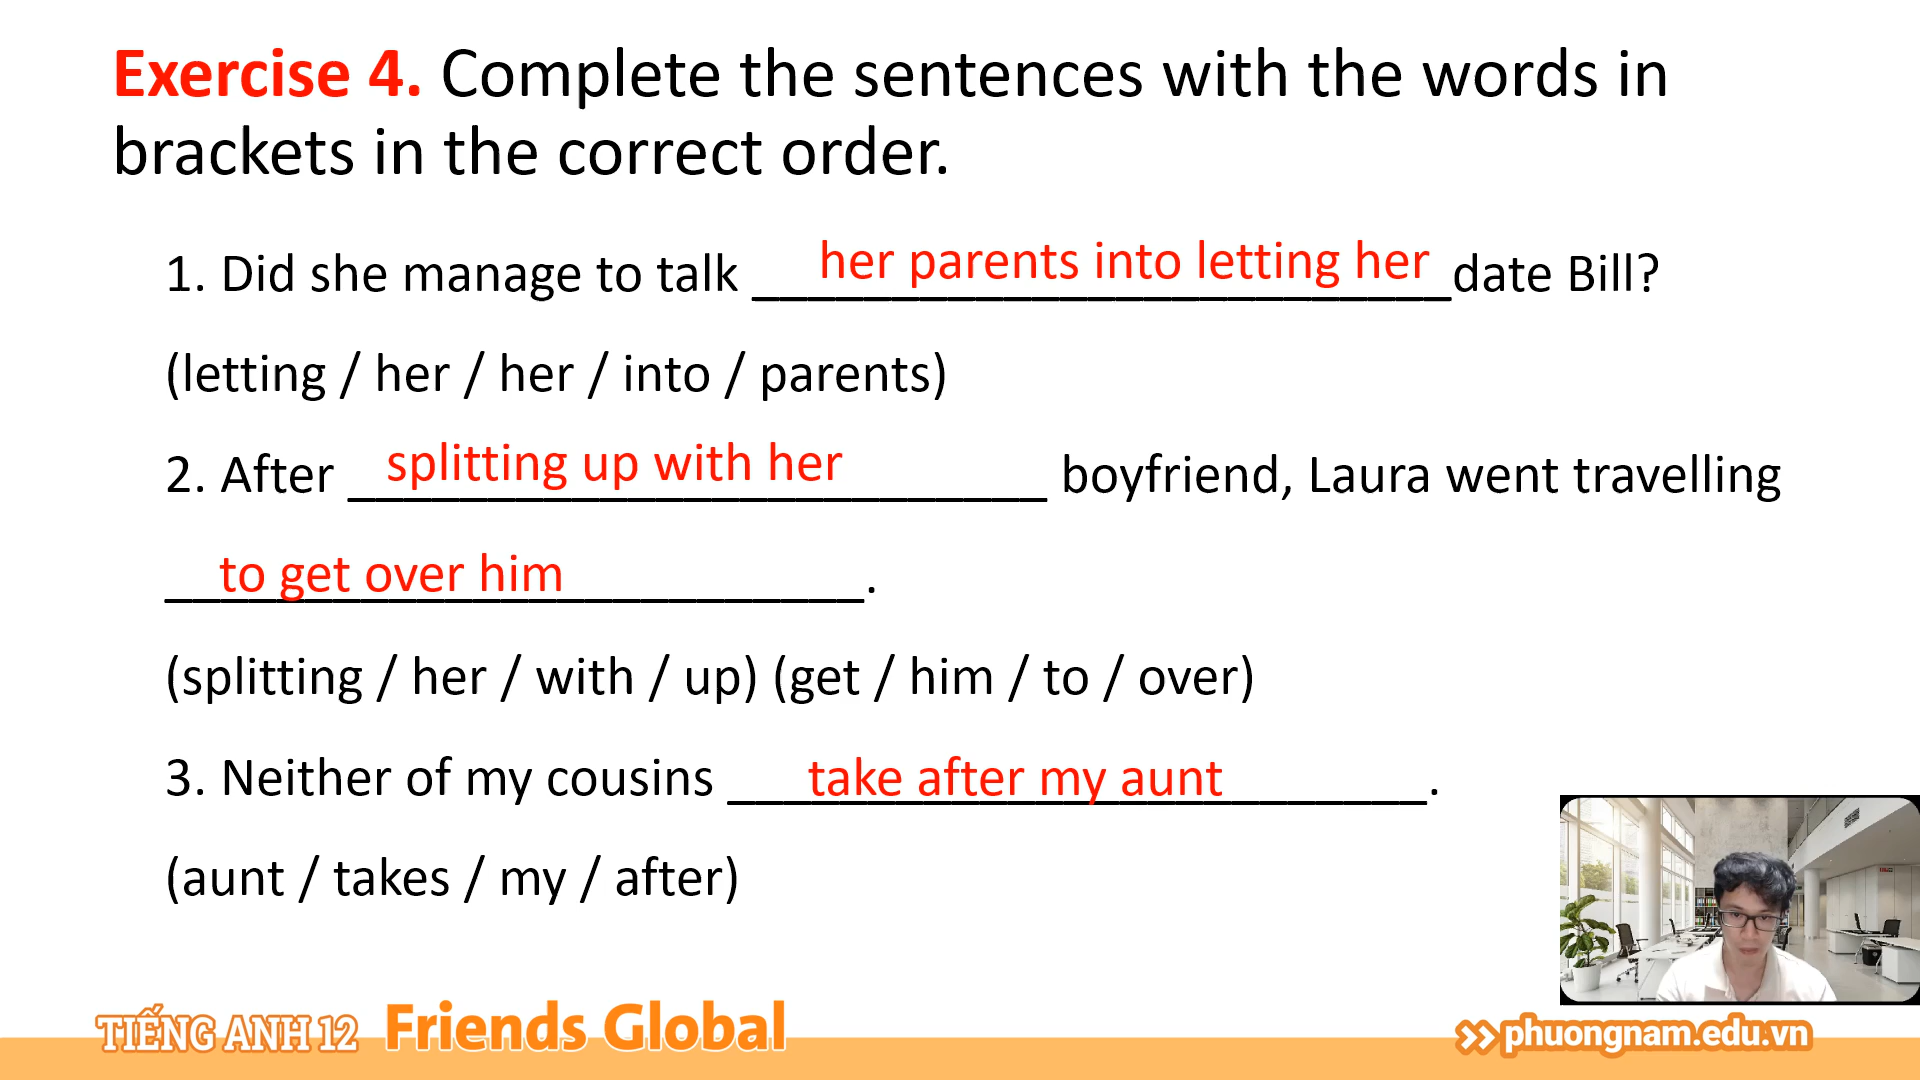 Exercise 4. Complete the sentences with the words in
brackets in the correct order.
1. Did she manage to talk her parents into letting her date Bill?
(letting / her / her / into / parents)
2. After splitting up with her boyfriend, Laura went travelling
to get over him.
(splitting / her / with / up) (get / him / to / over)
3. Neither of my cousins take after my aunt.
(aunt / takes / my / after)
TIẾNG ANH 12 Friends Global
phuongnam.edu.vn